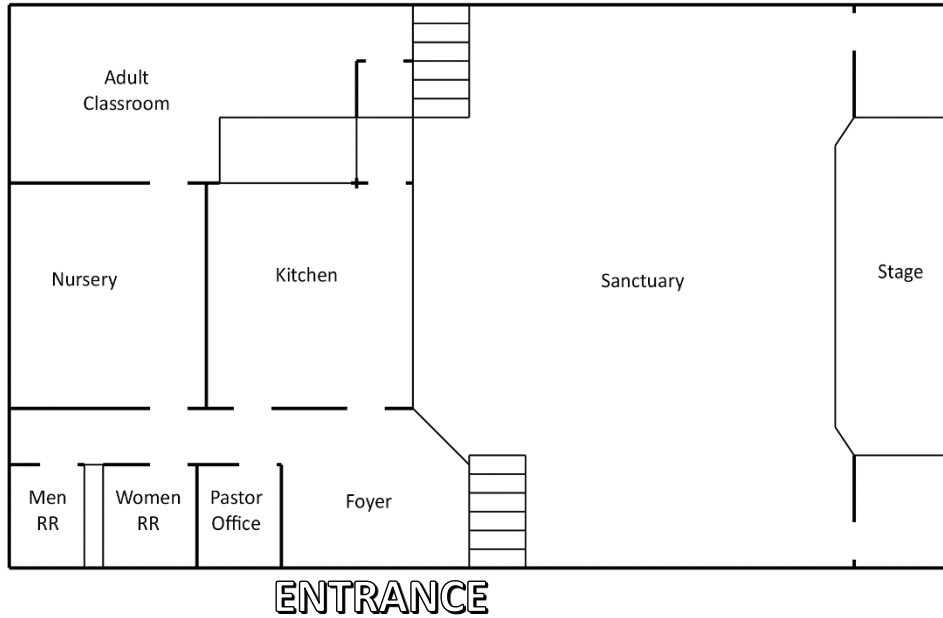 Adult
Classroom
Nursery
Kitchen
Sanctuary
Stage
Men
RR
Women
RR
Pastor
Office
Foyer
ENTRANCE